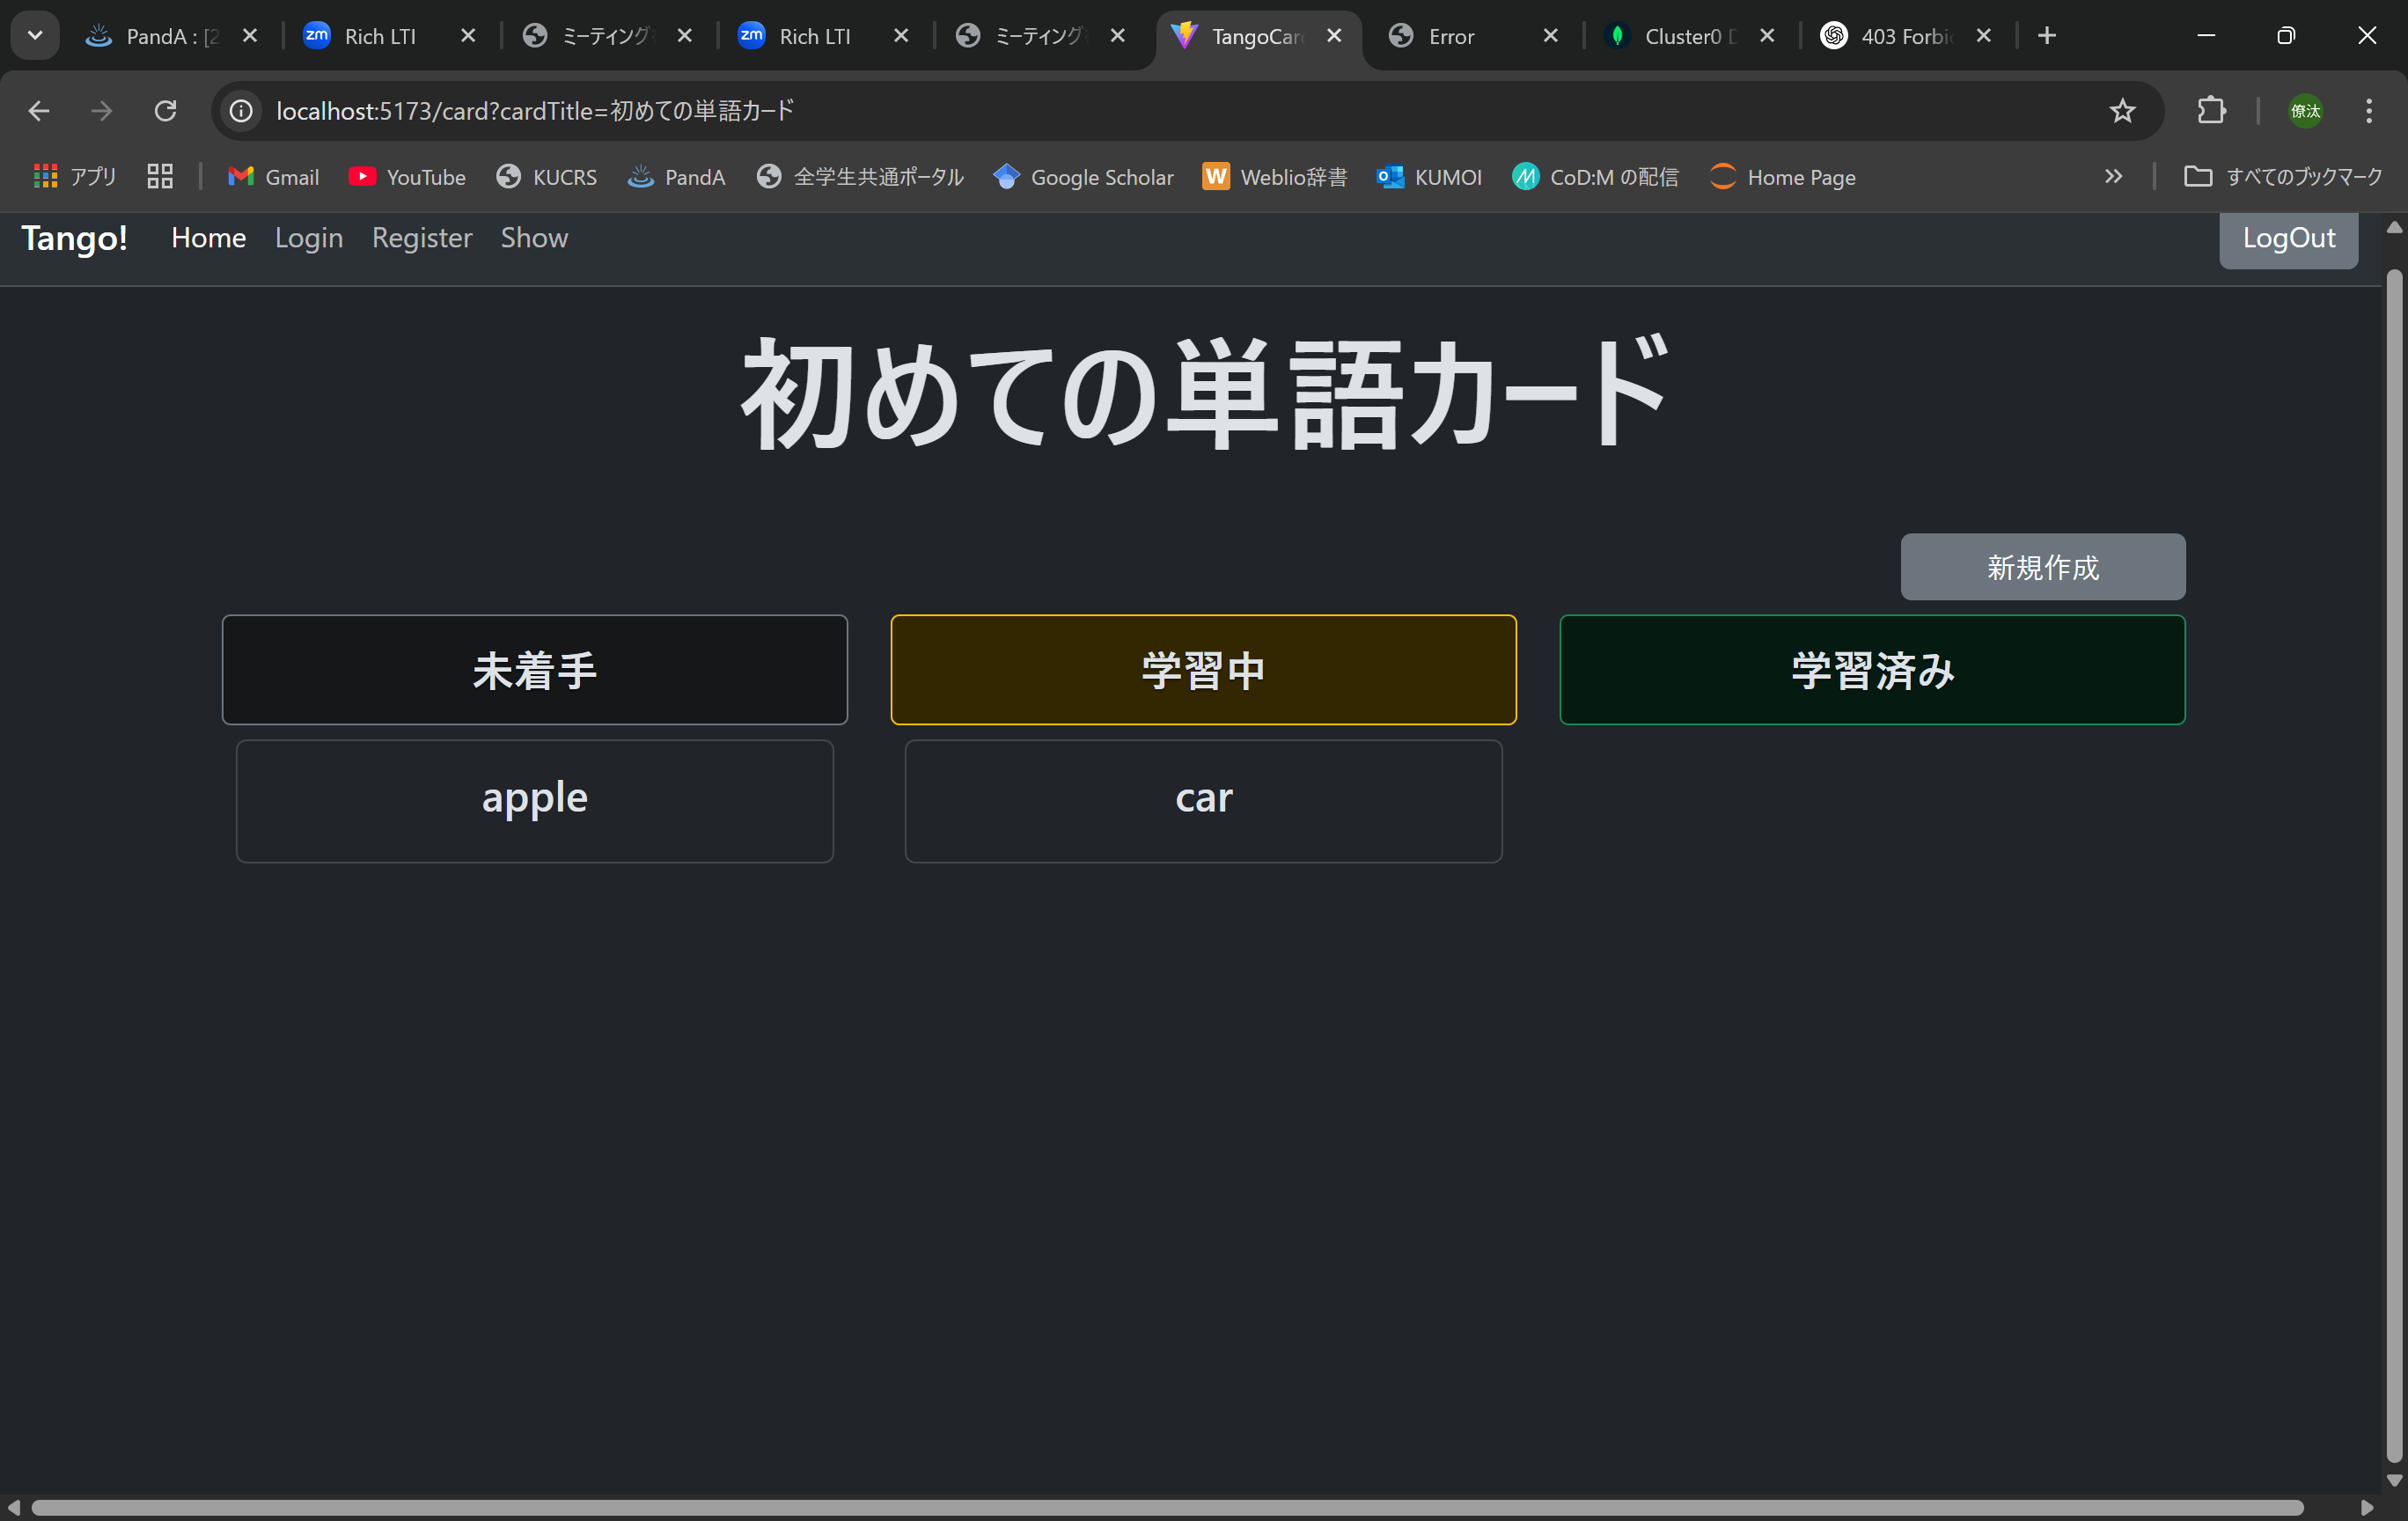 PandA : [2
Rich LTI
ミーティング
Rich LTI
ミーティング
TangoCar
Error
Cluster0 D
403 Forbi
localhost:5173/card?cardTitle=初めての単語カード
僚汰
アプリ
Gmail
YouTube
KUCRS
PandA
全学生共通ポータル
Google Scholar
Weblio辞書
KUMOI
CoD:M の配信
Home Page
すべてのブックマーク
Tango!
Home
Login
Register
Show
LogOut
初めての単語カード
新規作成
未着手
学習中
学習済み
apple
car